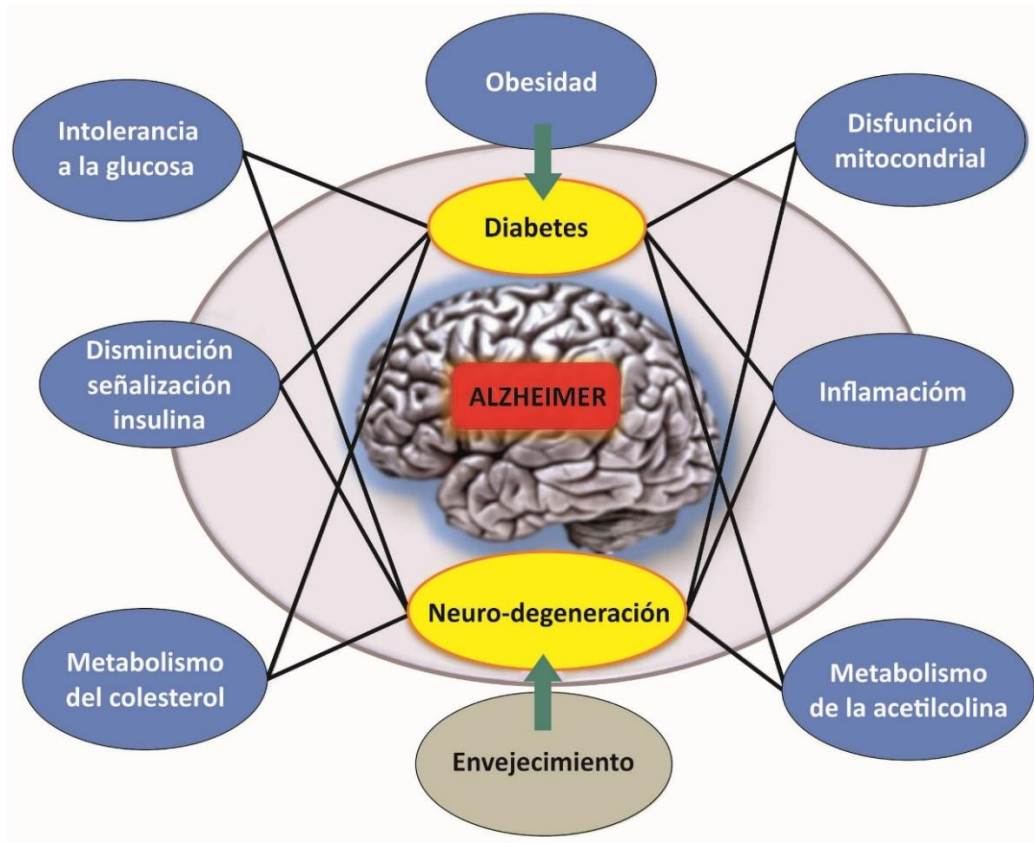 Obesidad
Intolerancia
a la glucosa
Disfunción
mitocondrial
Diabetes
Disminución
señalización
insulina
ALZHEIMER
Inflamacióm
Neuro-degeneración
Metabolismo
del colesterol
Metabolismo
de la acetilcolina
Envejecimiento